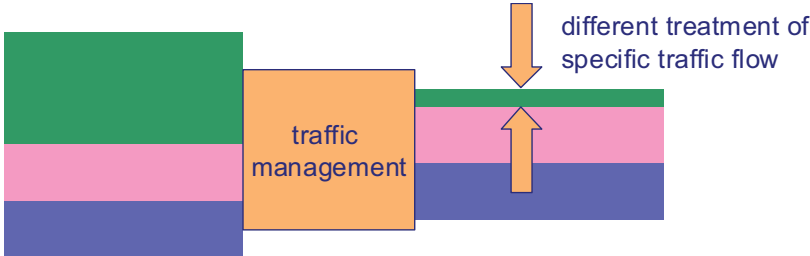 different treatment of
specific traffic flow
traffic
management